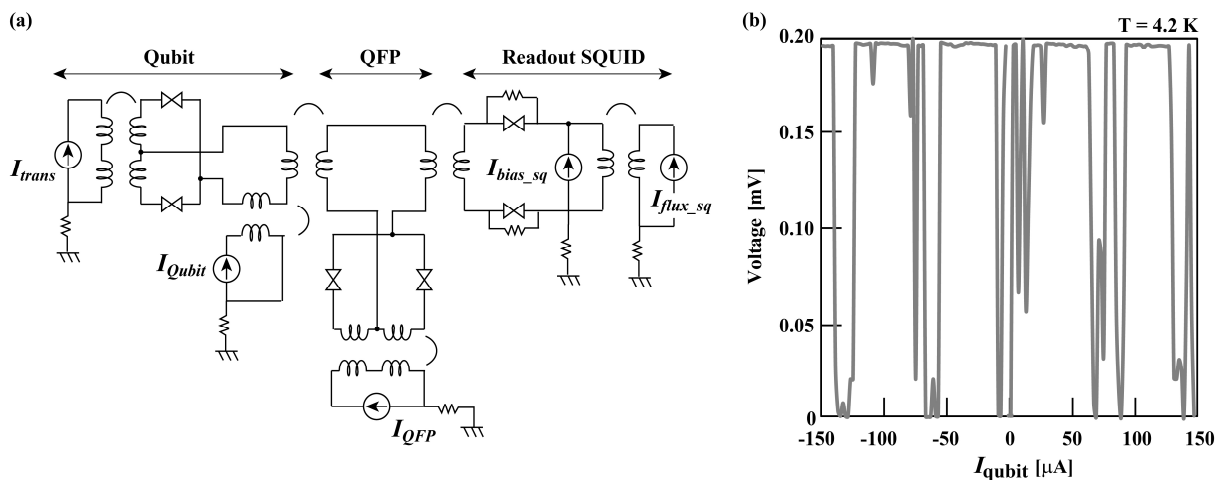 (a)
Qubit
QFP
Readout SQUID
I_trans
I_Qubit
I_QFP
I_bias_sq
I_flux_sq
(b)
T = 4.2 K
Voltage [mV]
0.20
0.15
0.10
0.05
0
-150
-100
-50
0
50
100
150
I_qubit [μA]